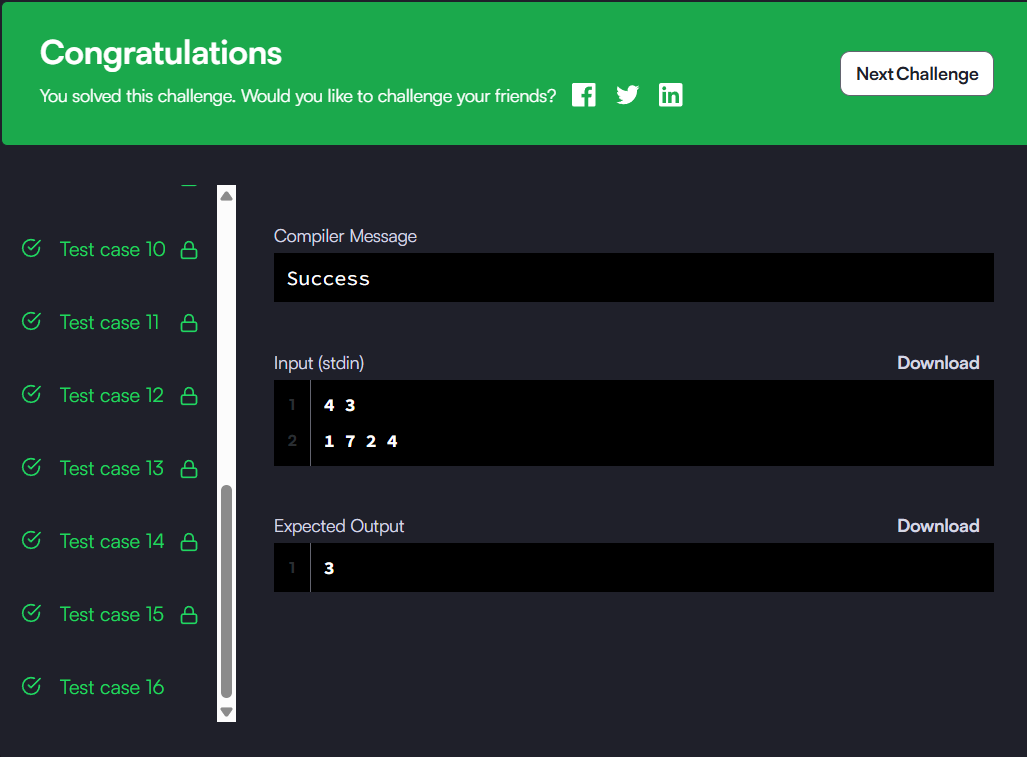 Congratulations
You solved this challenge. Would you like to challenge your friends?
Next Challenge
Test case 10
Test case 11
Test case 12
Test case 13
Test case 14
Test case 15
Test case 16
Compiler Message
Success
Input (stdin)
Download
1 4 3
2 1 7 2 4
Expected Output
Download
1 3